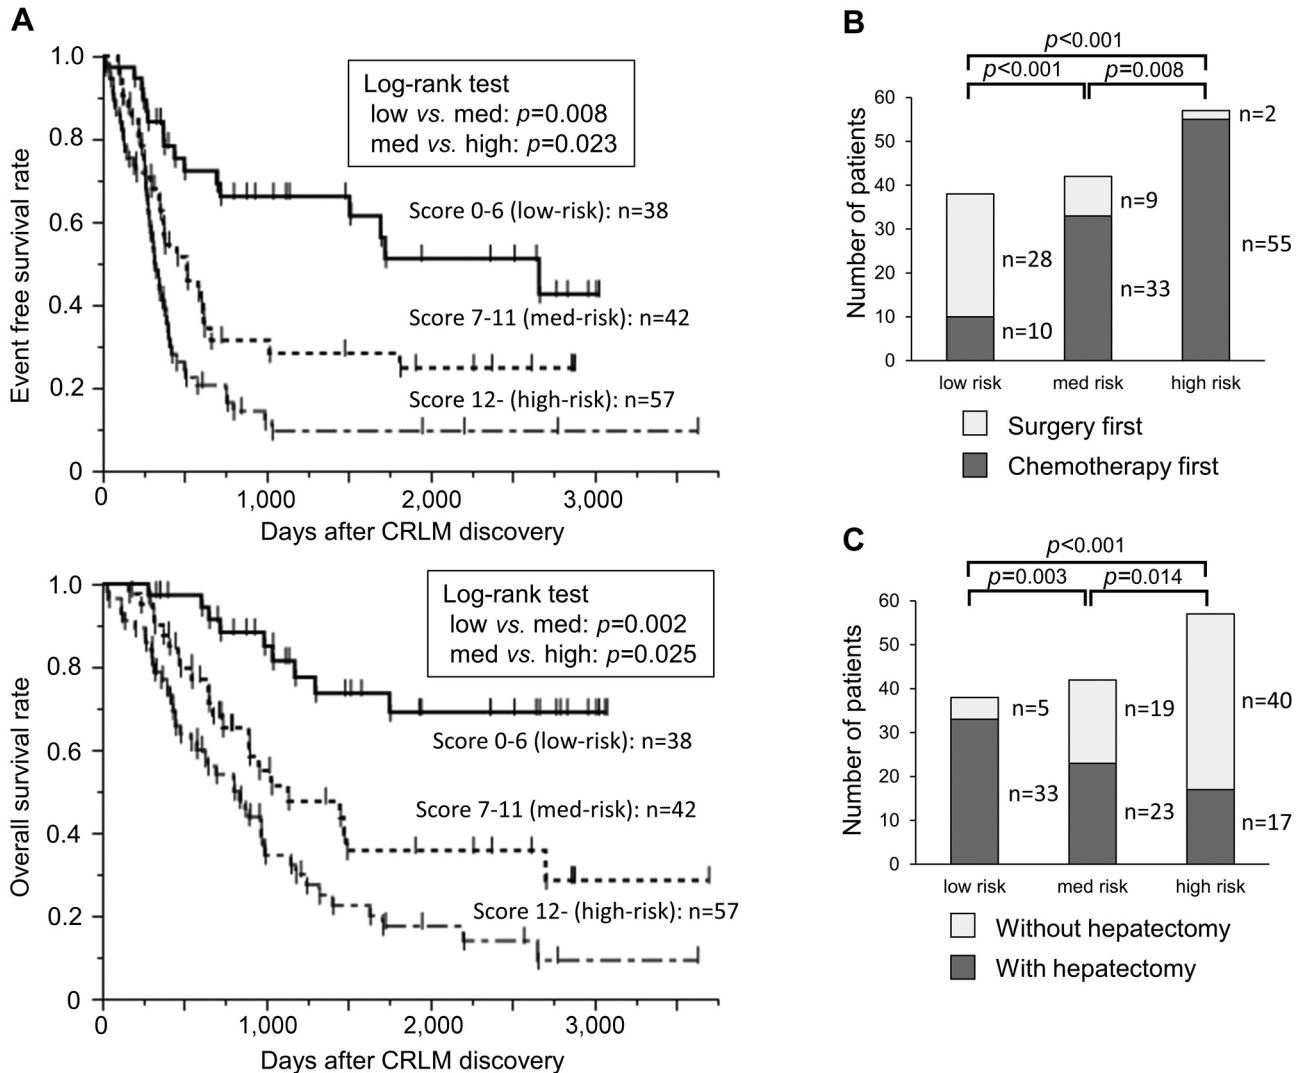 A
Event free survival rate
1.0
0.8
0.6
0.4
0.2
0
Log-rank test
low vs. med: p=0.008
med vs. high: p=0.023
Score 0-6 (low-risk): n=38
Score 7-11 (med-risk): n=42
Score 12- (high-risk): n=57
0
1,000
2,000
3,000
Days after CRLM discovery
Overall survival rate
1.0
0.8
0.6
0.4
0.2
0
Log-rank test
low vs. med: p=0.002
med vs. high: p=0.025
Score 0-6 (low-risk): n=38
Score 7-11 (med-risk): n=42
Score 12- (high-risk): n=57
0
1,000
2,000
3,000
Days after CRLM discovery
B
p<0.001
p<0.001
p=0.008
Number of patients
60
50
40
30
20
10
0
n=28
n=10
n=9
n=33
n=2
n=55
low risk
med risk
high risk
Surgery first
Chemotherapy first
C
p<0.001
p=0.003
p=0.014
Number of patients
60
50
40
30
20
10
0
n=5
n=33
n=19
n=23
n=40
n=17
low risk
med risk
high risk
Without hepatectomy
With hepatectomy